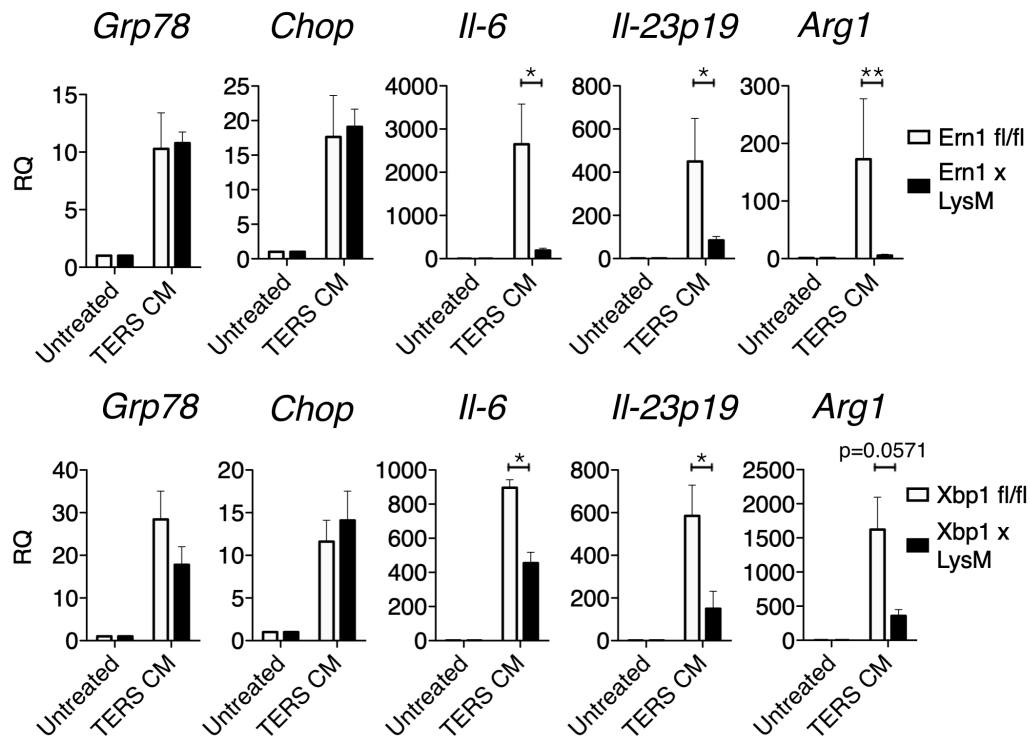 Grp78 Chop Il-6 Il-23p19 Arg1
RQ
15
10
5
0
Untreated
TERS CM
25
20
15
10
5
0
Untreated
TERS CM
4000
3000
2000
1000
0
*
Untreated
TERS CM
800
600
400
200
0
*
Untreated
TERS CM
300
200
100
0
**
Untreated
TERS CM
Ern1 fl/fl
Ern1 x
LysM
Grp78 Chop Il-6 Il-23p19 Arg1
RQ
40
30
20
10
0
Untreated
TERS CM
20
15
10
5
0
Untreated
TERS CM
1000
800
600
400
200
0
*
Untreated
TERS CM
800
600
400
200
0
*
Untreated
TERS CM
p=0.0571
2500
2000
1500
1000
500
0
Untreated
TERS CM
Xbp1 fl/fl
Xbp1 x
LysM